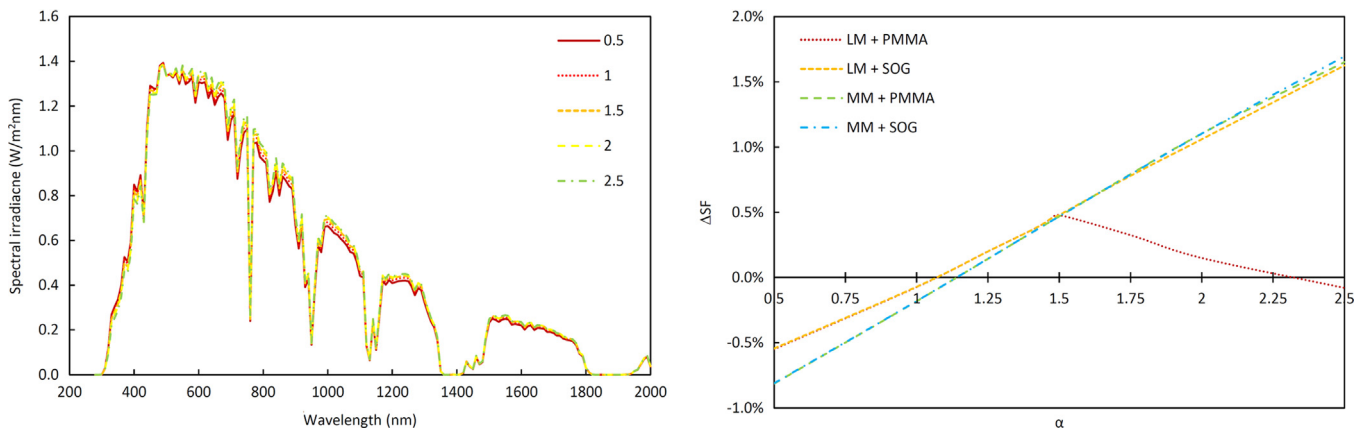 1.6
1.4
1.2
1.0
0.8
0.6
0.4
0.2
0.0
200 400 600 800 1000 1200 1400 1600 1800 2000
Spectral irradiacne (W/m²nm)
Wavelength (nm)
0.5
1
1.5
2
2.5
2.0%
1.5%
1.0%
0.5%
0.0%
-0.5%
-1.0%
0.5 0.75 1 1.25 1.5 1.75 2 2.25 2.5
ΔSF
α
LM + PMMA
LM + SOG
MM + PMMA
MM + SOG